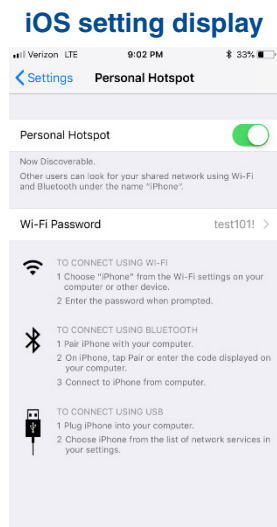 iOS setting display
Verizon LTE 9:02 PM 33%
Settings Personal Hotspot
Personal Hotspot
Now Discoverable.
Other users can look for your shared network using Wi-Fi
and Bluetooth under the name “iPhone”.
Wi-Fi Password test101!
TO CONNECT USING WI-FI
1 Choose “iPhone” from the Wi-Fi settings on your
computer or other device.
2 Enter the password when prompted.
TO CONNECT USING BLUETOOTH
1 Pair iPhone with your computer.
2 On iPhone, tap Pair or enter the code displayed on
your computer.
3 Connect to iPhone from computer.
TO CONNECT USING USB
1 Plug iPhone into your computer.
2 Choose iPhone from the list of network services in
your settings.